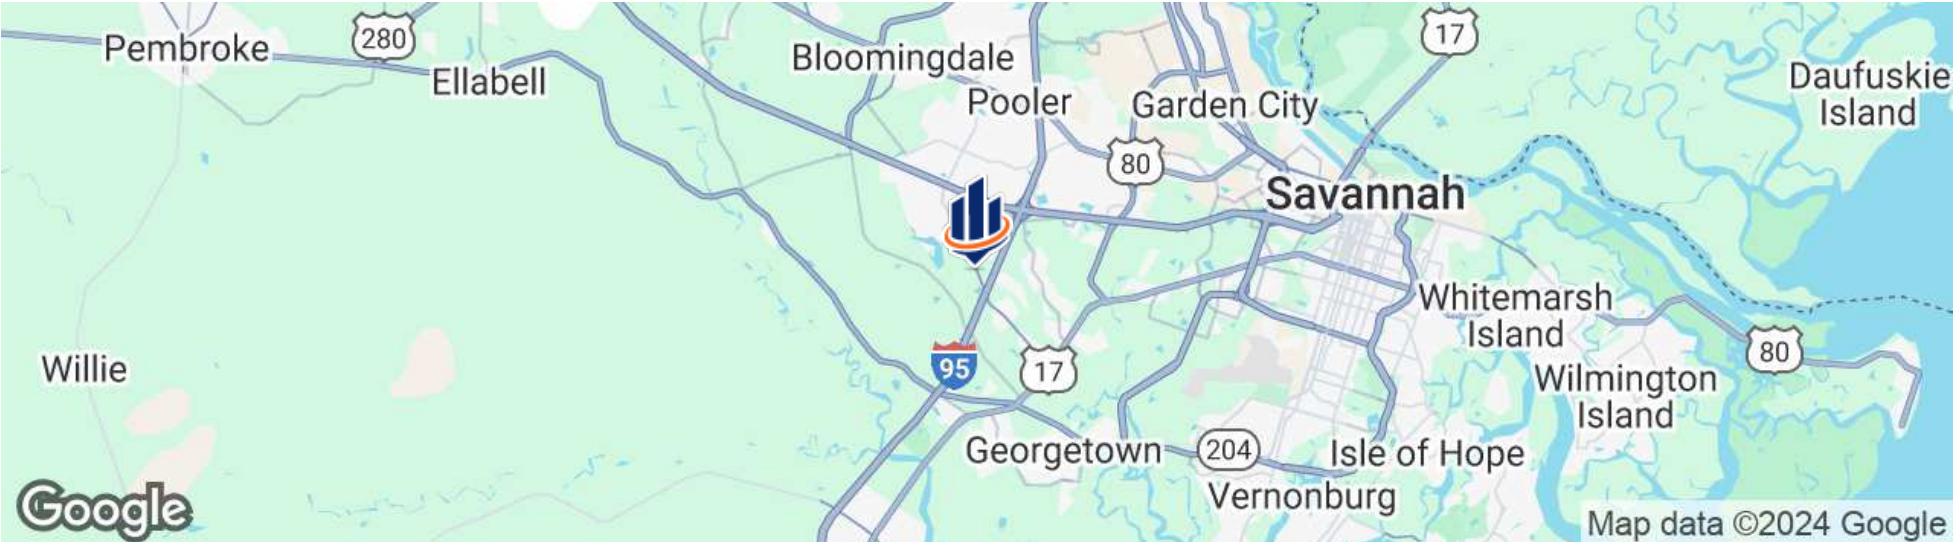 17
280
Pembroke
Bloomingdale
Ellabell
Daufuskie
Island
Pooler
Garden City
80
Savannah
Whitemarsh
Island
80
95
17
Willie
Wilmington
Island
Georgetown
204
Isle of Hope
Vernonburg
Google
Map data ©2024 Google